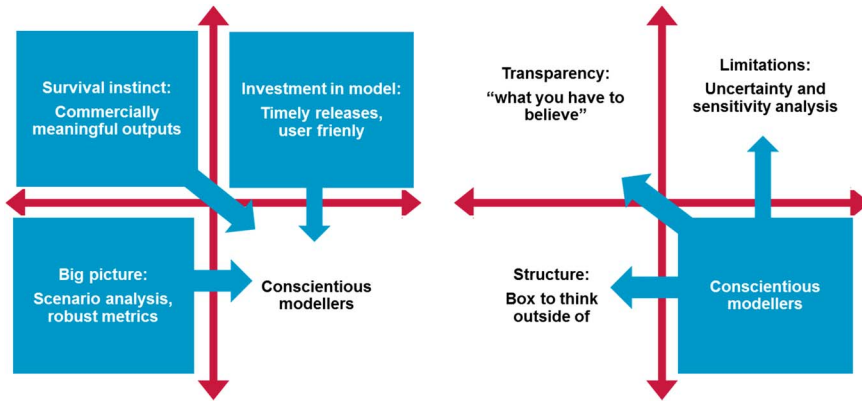 Survival instinct:
Commercially
meaningful outputs
Investment in model:
Timely releases,
user frienly
Big picture:
Scenario analysis,
robust metrics
Conscientious
modellers
Transparency:
“what you have to
believe”
Limitations:
Uncertainty and
sensitivity analysis
Structure:
Box to think
outside of
Conscientious
modellers